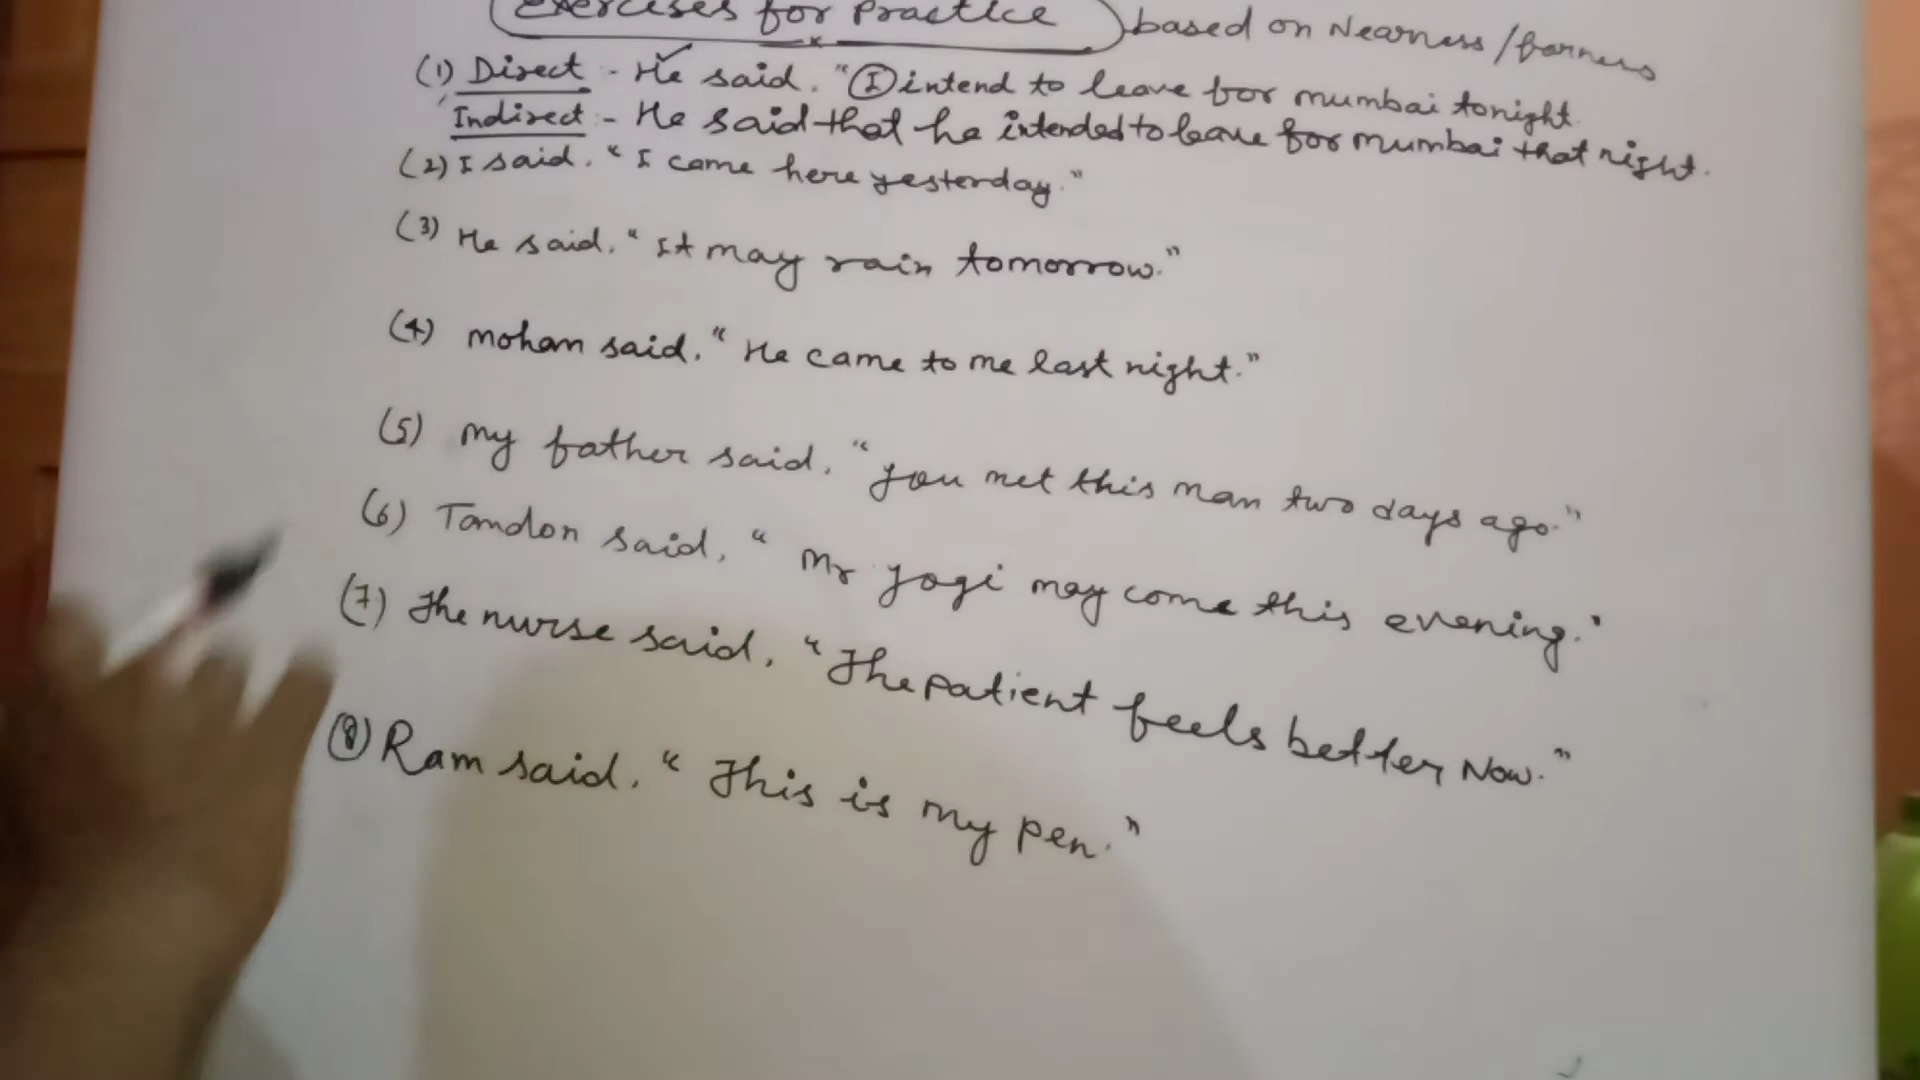 Exercises for Practice based on Nearness/farness
(1) Direct - He said. "I intend to leave for mumbai tonight.
Indirect - He said that he intended to leave for mumbai that night.
(2) I said. "I came here yesterday."
(3) He said. "It may rain tomorrow."
(4) mohan said. "He came to me last night."
(5) my father said. "you met this man two days ago."
(6) Tandon said. "Mr yogi may come this evening."
(7) The nurse said. "The patient feels better Now."
(8) Ram said. "This is my pen."